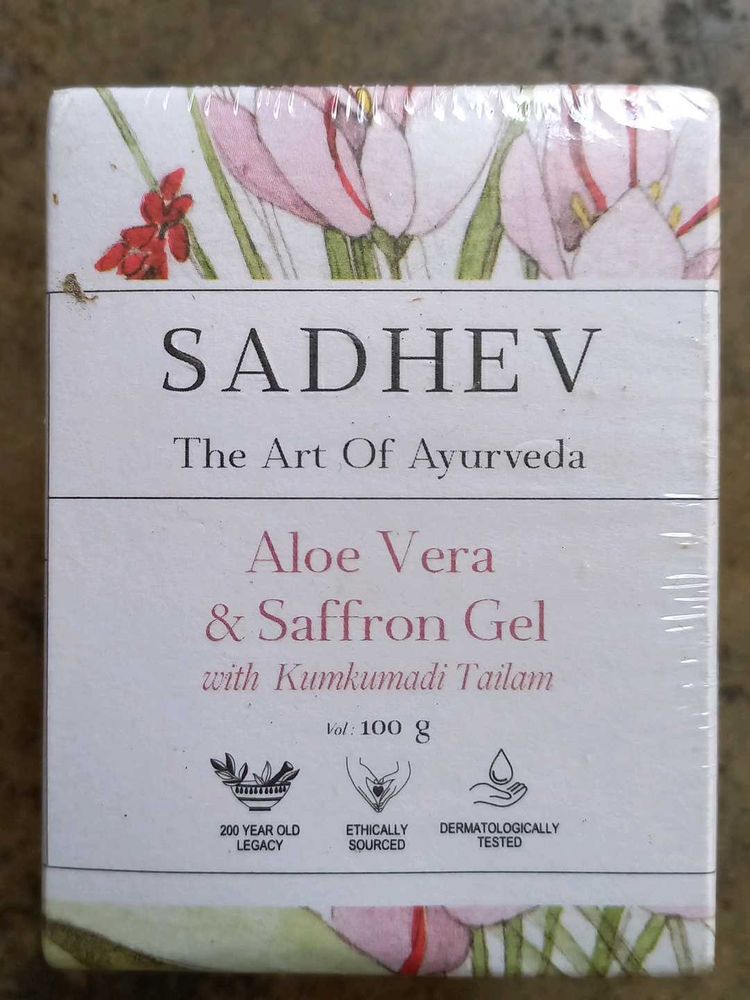 SADHEV
The Art Of Ayurveda
Aloe Vera
& Saffron Gel
with Kumkumadi Tailam
Vol: 100 g
200 YEAR OLD
LEGACY
ETHICALLY
SOURCED
DERMATOLOGICALLY
TESTED